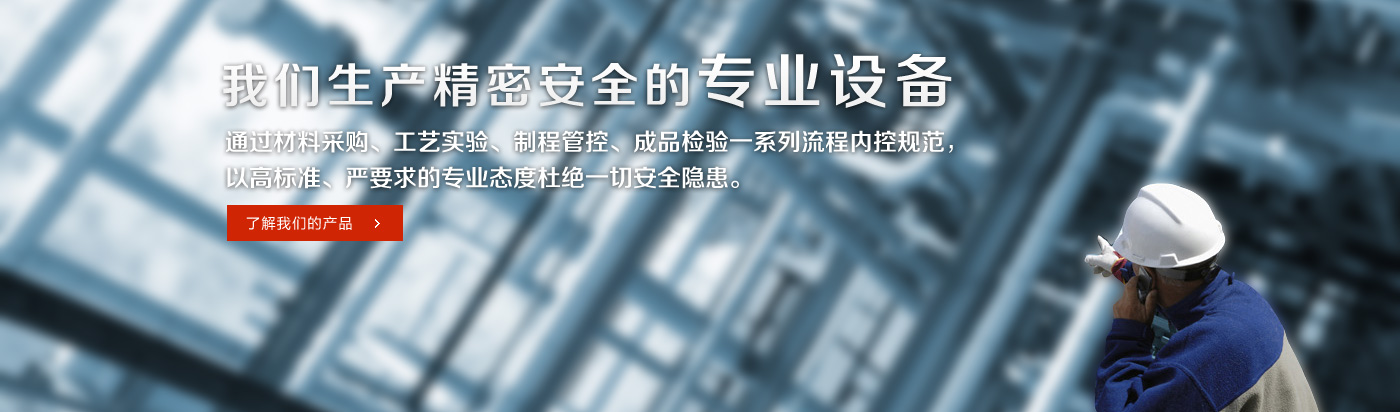 我们生产精密安全的专业设备
通过材料采购、工艺实验、制程管控、成品检验一系列流程内控规范，
以高标准、严要求的专业态度杜绝一切安全隐患。
了解我们的产品 >